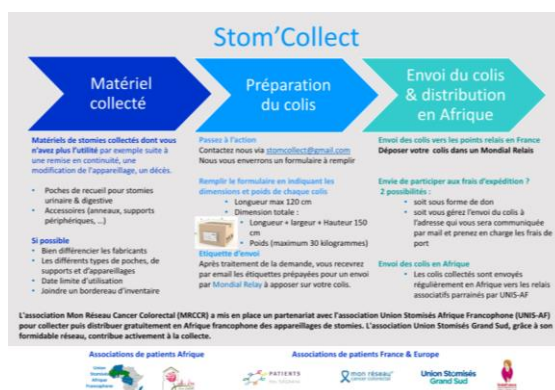 Stom'Collect
Matériel
collecté
Préparation
du colis
Envoi du colis
& distribution
en Afrique
Matériels de stomies collectés dont vous
n'avez plus l'utilité par exemple suite à
une remise en continuité, une
modification de l'appareillage, un décès.
• Poches de recueil pour stomies
urinaire & digestive
• Accessoires (anneaux, supports
périphériques, ...)
Si possible
• Bien différencier les fabricants
• Les différents types de poches, de
supports et d'appareillages
• Date limite d'utilisation
• Joindre un bordereau d'inventaire
Passez à l'action
Contactez nous via stomcollect@gmail.com
Nous vous enverrons un formulaire à remplir
Remplir le formulaire en indiquant les
dimensions et poids de chaque colis
• Longueur max 120 cm
• Dimension totale :
• Longueur + largeur + Hauteur 150
cm
• Poids (maximum 30 kilogrammes)
Etiquette d'envoi
Après traitement de la demande, vous recevrez
par email les étiquettes prépayées pour un envoi
par Mondial Relay à apposer sur votre colis.
Envoi des colis vers les points relais en France
Déposer votre colis dans un Mondial Relais
Envie de participer aux frais d'expédition ?
2 possibilités :
• soit sous forme de don
• soit vous gérez l'envoi du colis à
l'adresse qui vous sera communiquée
par mail et prenez en charge les frais de
port
Envoi des colis en Afrique
• Les colis collectés sont envoyés
régulièrement en Afrique vers les relais
associatifs parrainés par UNIS-AF
L'association Mon Réseau Cancer Colorectal (MRCCR) a mis en place un partenariat avec l'association Union Stomisés Afrique Francophone (UNIS-AF)
pour collecter puis distribuer gratuitement en Afrique francophone des appareillages de stomies. L'association Union Stomisés Grand Sud, grâce à son
formidable réseau, contribue activement à la collecte.
Associations de patients Afrique
Associations de patients France & Europe
Union
Stomisés
Afrique
Francophone
PATIENTS
mon réseau
cancer colorectal
Union Stomisés
Grand Sud